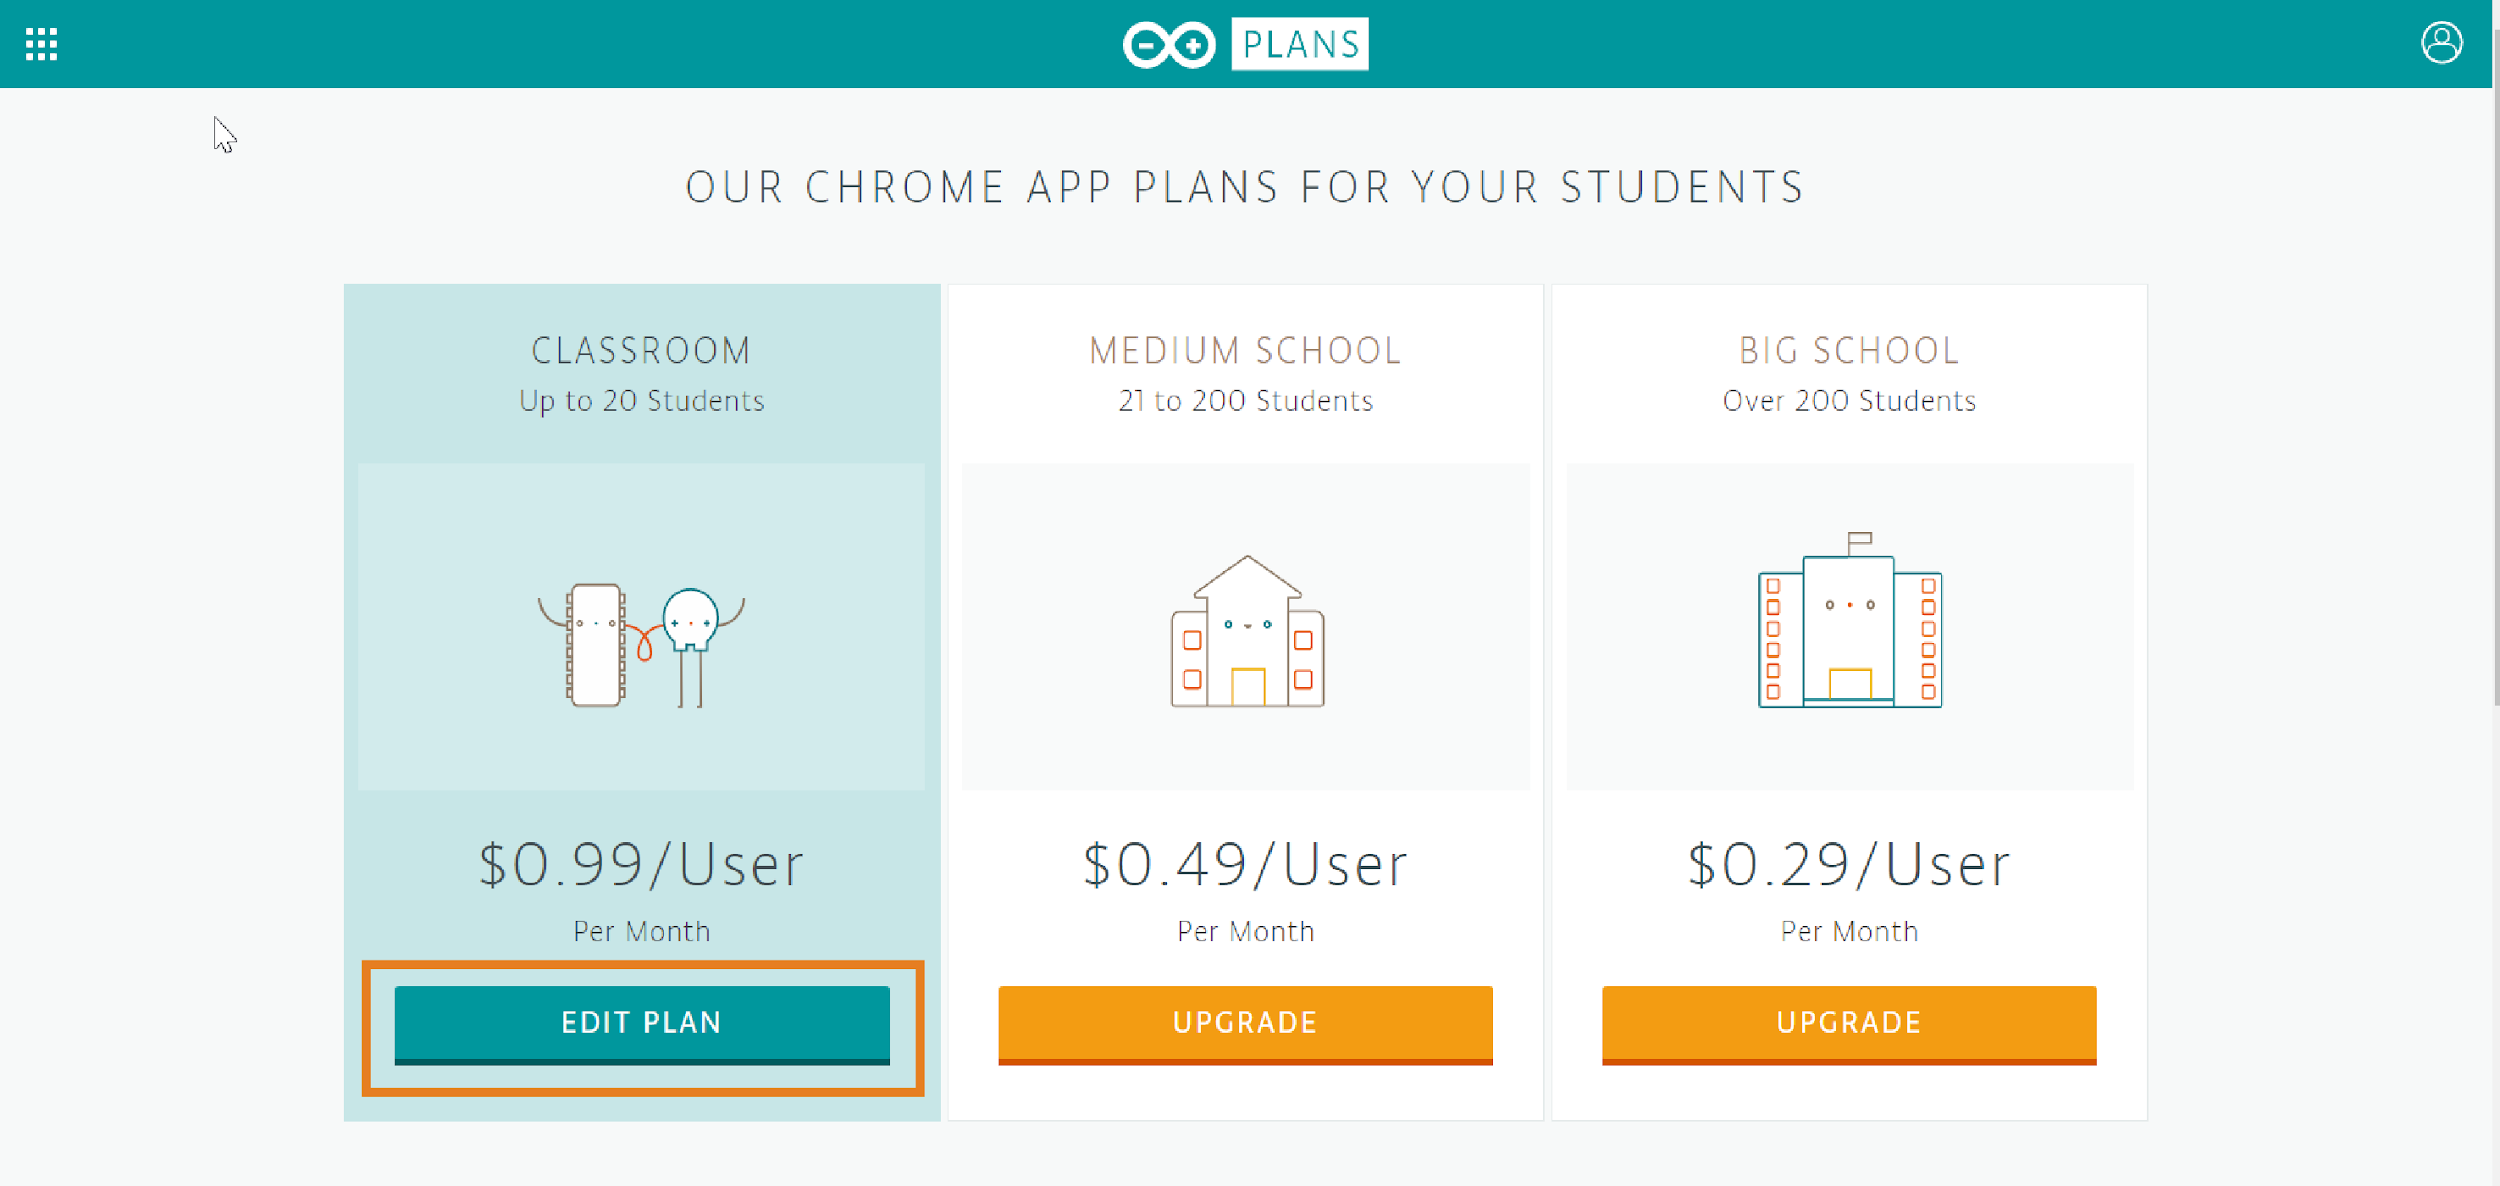 PLANS
OUR CHROME APP PLANS FOR YOUR STUDENTS
CLASSROOM
Up to 20 Students
$0.99/User
Per Month
EDIT PLAN
MEDIUM SCHOOL
21 to 200 Students
$0.49/User
Per Month
UPGRADE
BIG SCHOOL
Over 200 Students
$0.29/User
Per Month
UPGRADE